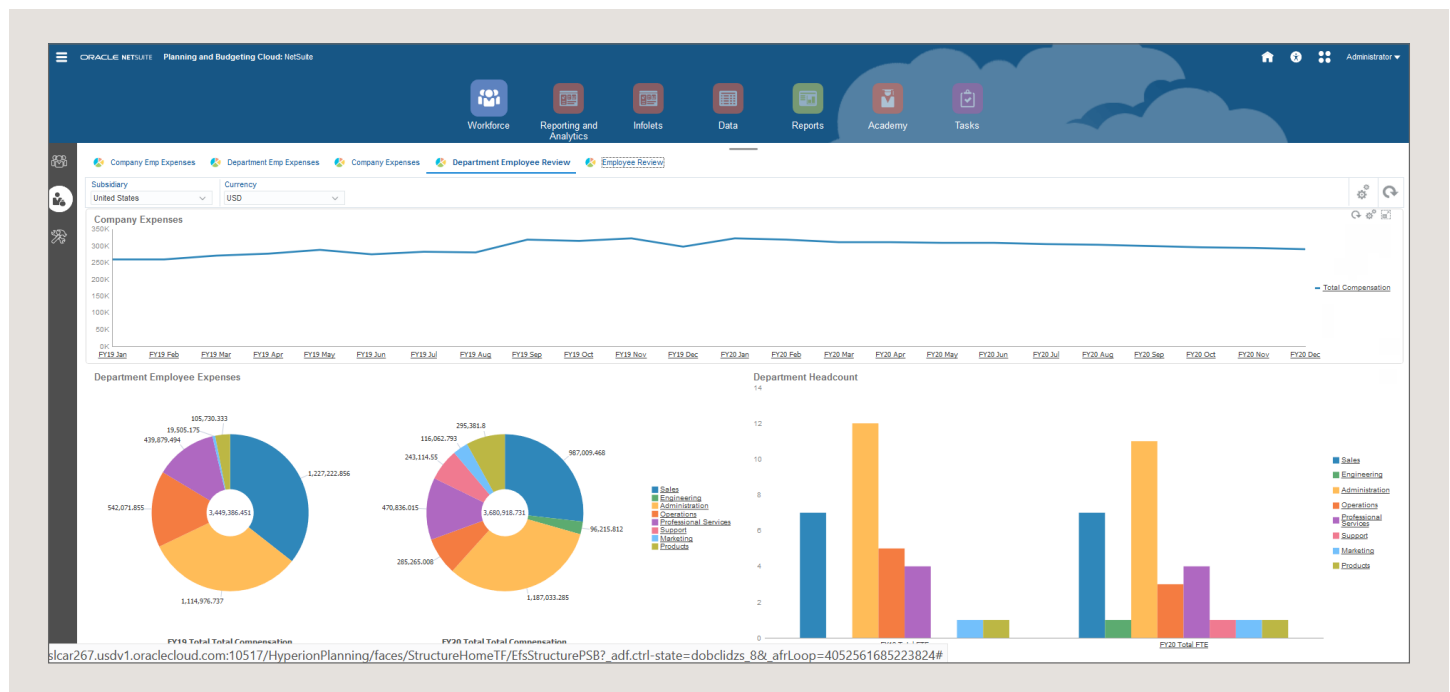 ORACLE NETSUITE Planning and Budgeting Cloud: NetSuite
Administrator
Workforce
Reporting and Analytics
Infolets
Data
Reports
Academy
Tasks
Company Emp Expenses
Department Emp Expenses
Company Expenses
Department Employee Review
Employee Review
Subsidiary
Currency
United States
USD
Company Expenses
350K
300K
250K
200K
150K
100K
50K
0K
Total Compensation
FY19 Jan FY19 Feb FY19 Mar FY19 Apr FY19 May FY19 Jun FY19 Jul FY19 Aug FY19 Sep FY19 Oct FY19 Nov FY19 Dec FY20 Jan FY20 Feb FY20 Mar FY20 Apr FY20 May FY20 Jun FY20 Jul FY20 Aug FY20 Sep FY20 Oct FY20 Nov FY20 Dec
Department Employee Expenses
105,730.333
19,505.175
439,879.494
1,227,222.856
542,071.855
3,449,386.451
1,114,976.737
FY19 Total Total Compensation
295,381.8
116,062.793
243,114.55
987,009.468
470,836.015
3,680,918.731
96,215.812
285,265.008
1,187,033.285
FY20 Total Total Compensation
Sales
Engineering
Administration
Operations
Professional Services
Support
Marketing
Products
Department Headcount
14
12
10
8
6
4
2
0
FY19 Total FTE
FY20 Total FTE
Sales
Engineering
Administration
Operations
Professional
Services
Support
Marketing
Products
slcar267.usdv1.oraclecloud.com:10517/HyperionPlanning/faces/StructureHomeTF/EfsStructurePSB?_adf.ctrl-state=dobclidzs_8&_afrLoop=4052561685223824#